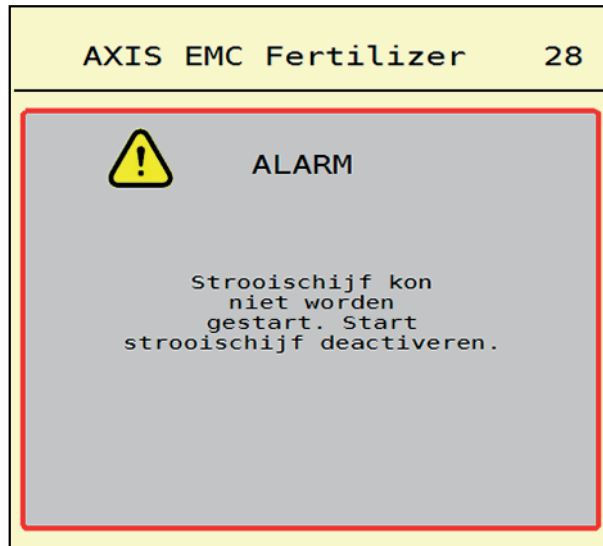 AXIS EMC Fertilizer 28
ALARM
Strooischijf kon
niet worden
gestart. Start
strooischijf deactiveren.